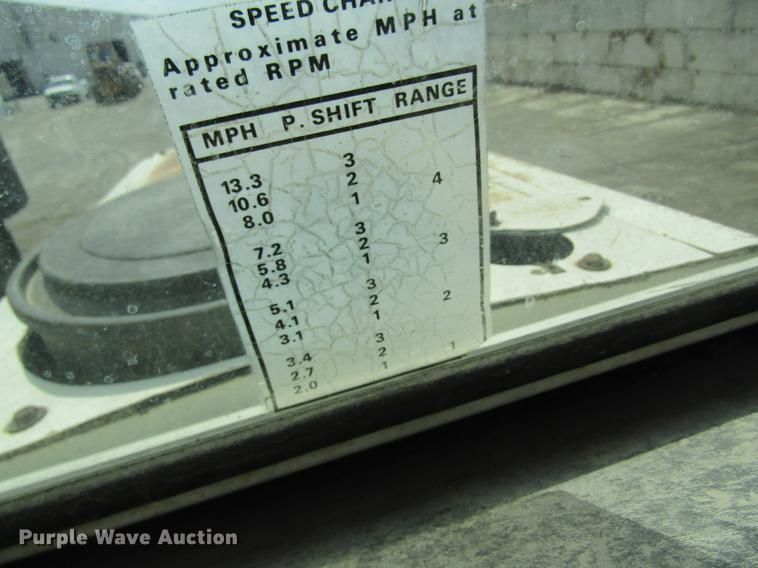 SPEED
Approximate MPH at
rated RPM
MPH P. SHIFT RANGE
13.3 3
10.6 2 4
8.0 1
7.2 3
5.8 2 3
4.3 1
5.1 3
4.1 2 2
3.1 1
3.4 3
2.7 2 1
2.0 1
Purple Wave Auction